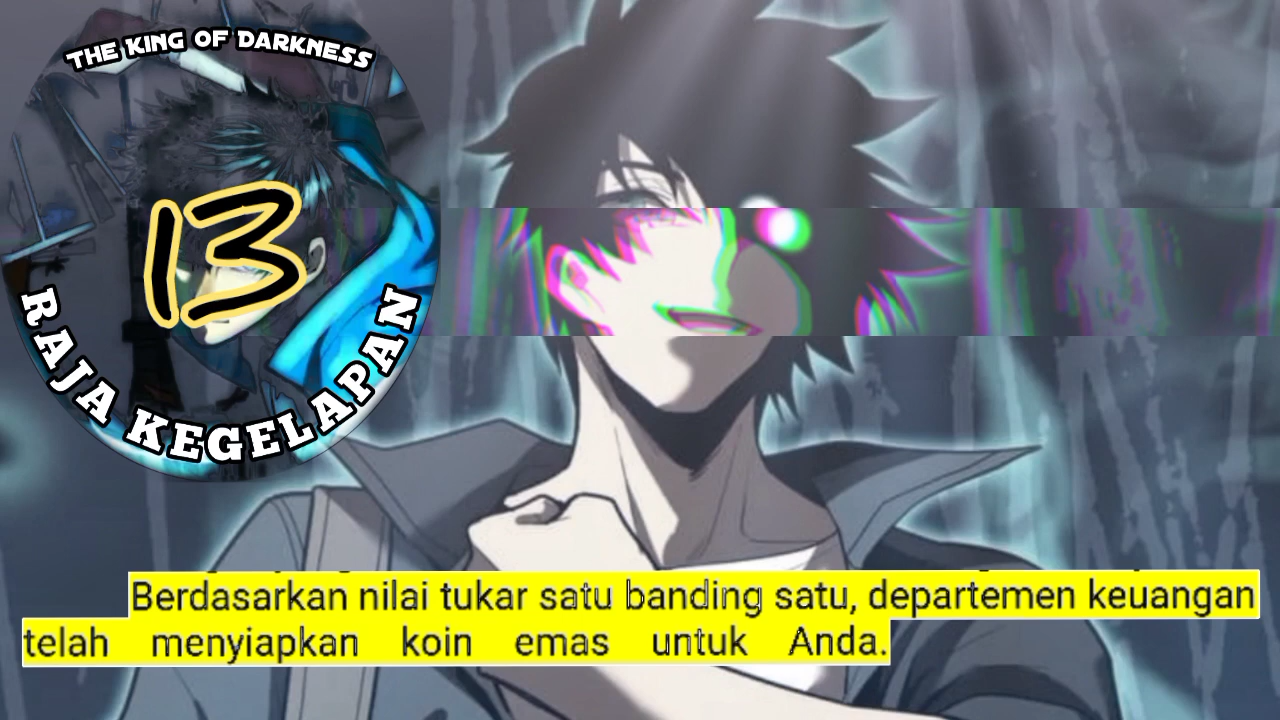 THE KING OF DARKNESS
13
RAJA KEGELAPAN
Berdasarkan nilai tukar satu banding satu, departemen keuangan
telah menyiapkan koin emas untuk Anda.